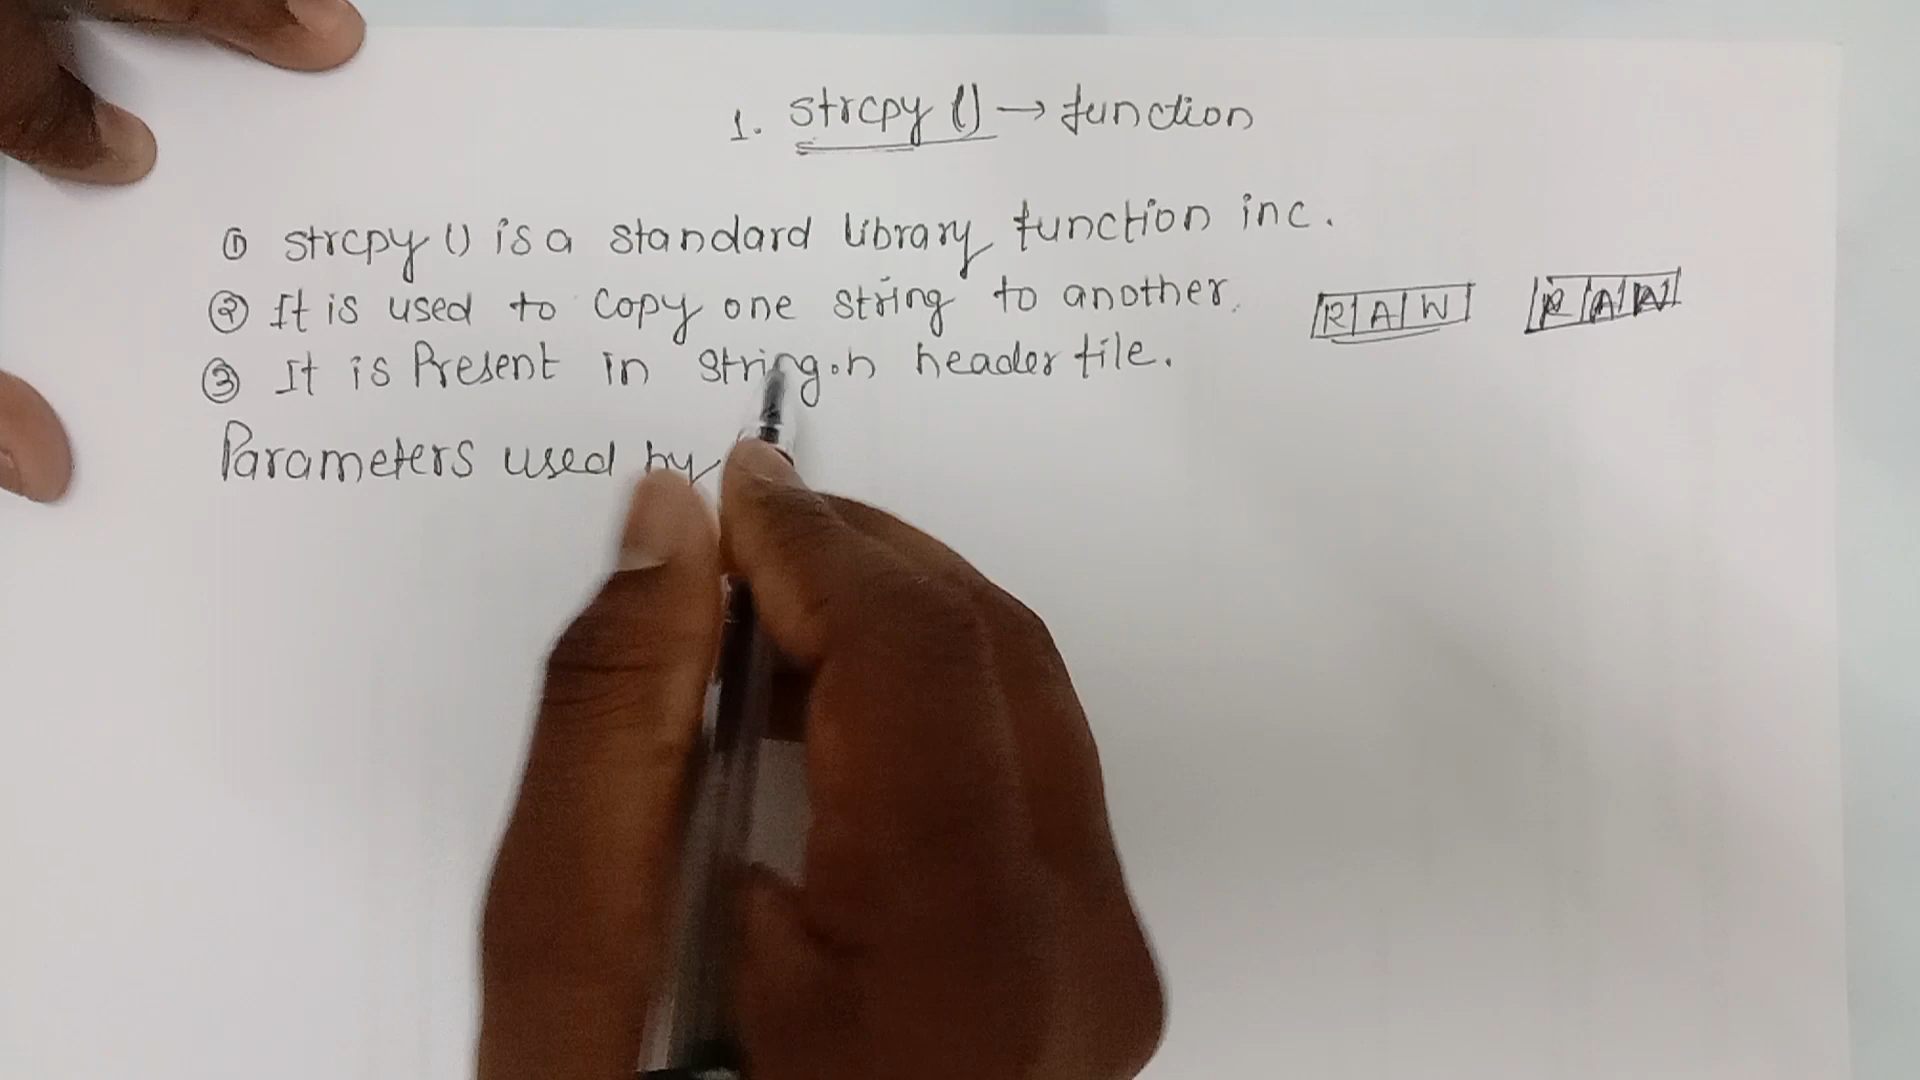 1. strcpy () → function
① strcpy () is a standard library function inc.
② It is used to copy one string to another. R A W R A W
③ It is Present in string.h header file.
Parameters used by